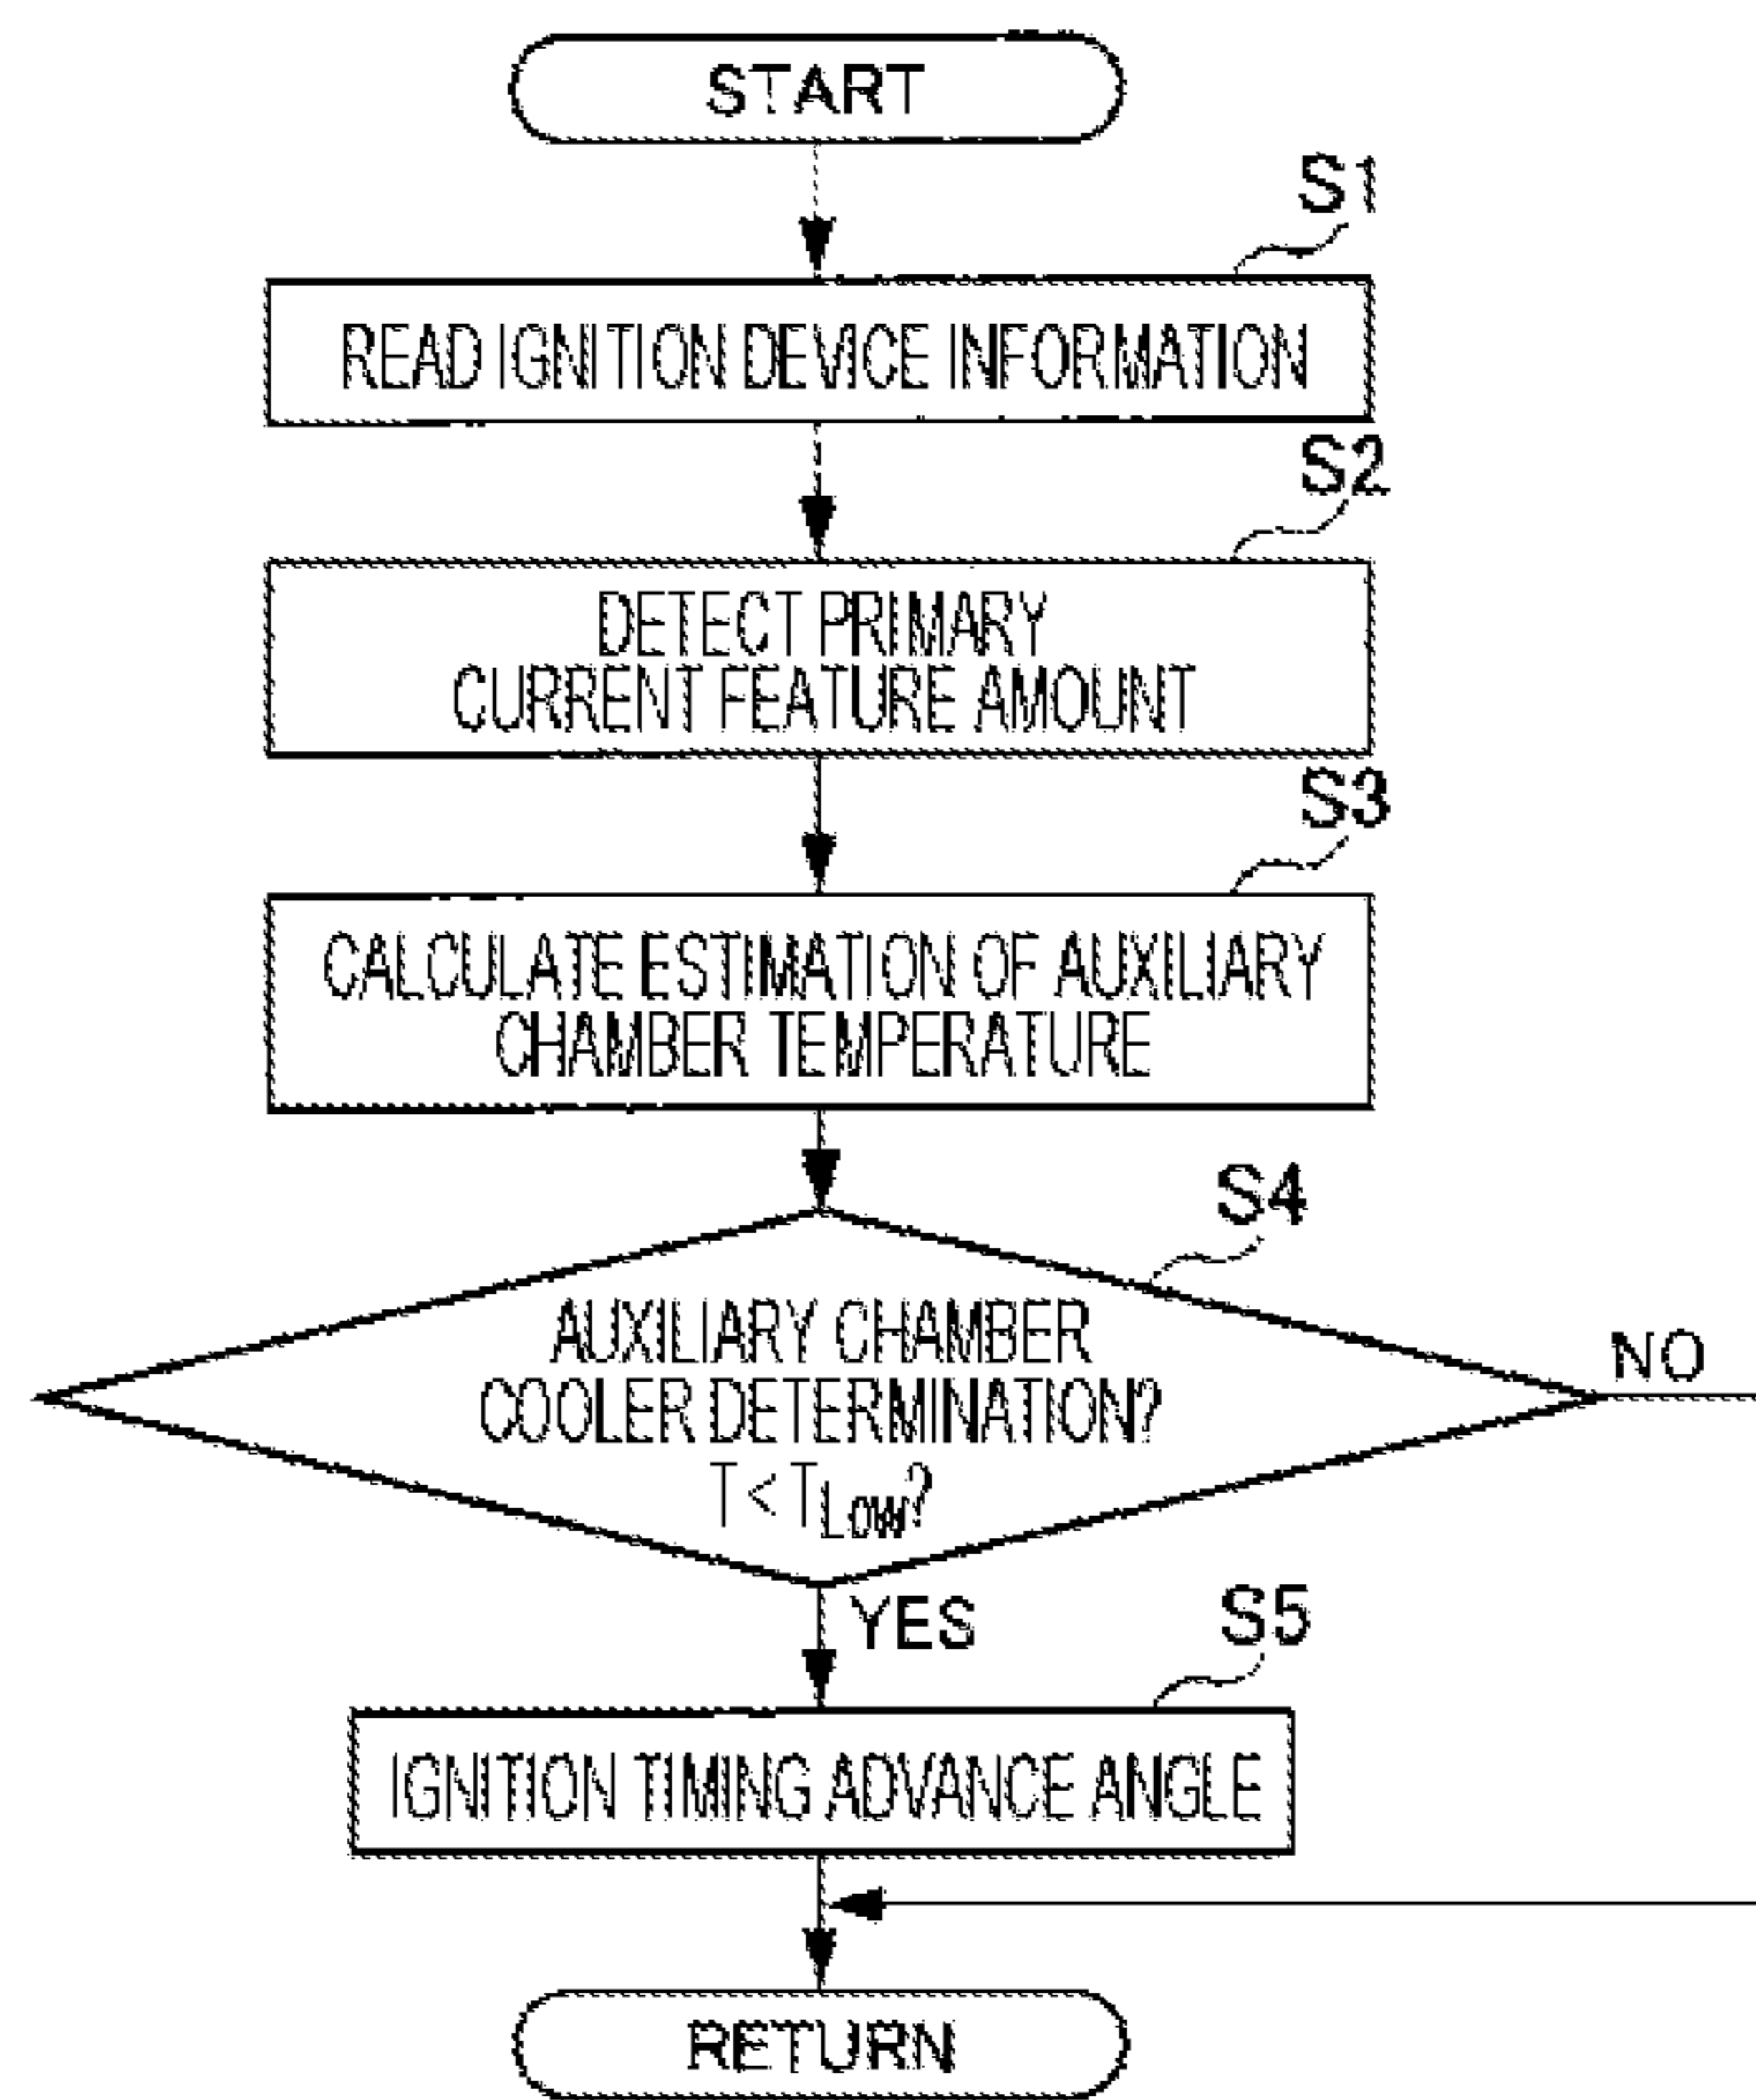 START
S1
READ IGNITION DEVICE INFORMATION
S2
DETECT PRIMARY
CURRENT FEATURE AMOUNT
S3
CALCULATE ESTIMATION OF AUXILIARY
CHAMBER TEMPERATURE
S4
AUXILIARY CHAMBER
COOLER DETERMINATION?
T<TLow?
NO
YES
S5
IGNITION TIMING ADVANCE ANGLE
RETURN